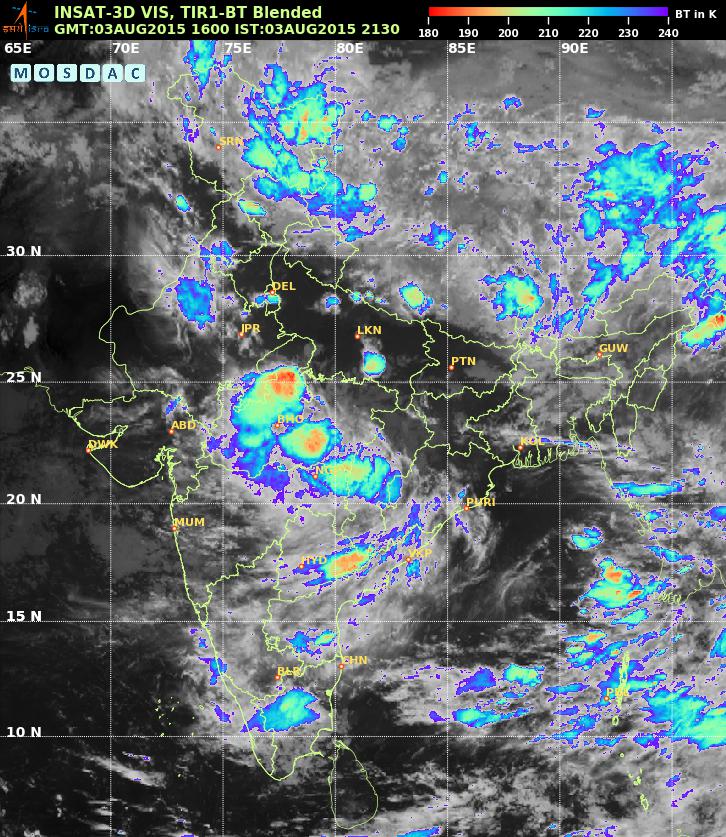 INSAT-3D VIS, TIR1-BT Blended
GMT:03AUG2015 1600 IST:03AUG2015 2130
BT in K
180 190 200 210 220 230 240
65E 70E 75E 80E 85E 90E
MOSDAC
SRN
30 N
DEL
JPR LKN
GUW
PTN
25 N
ABD BHO
DWK KOL
NGP
20 N PURI
MUM
HYD VKP
15 N
CHN
BLR
PBL
10 N